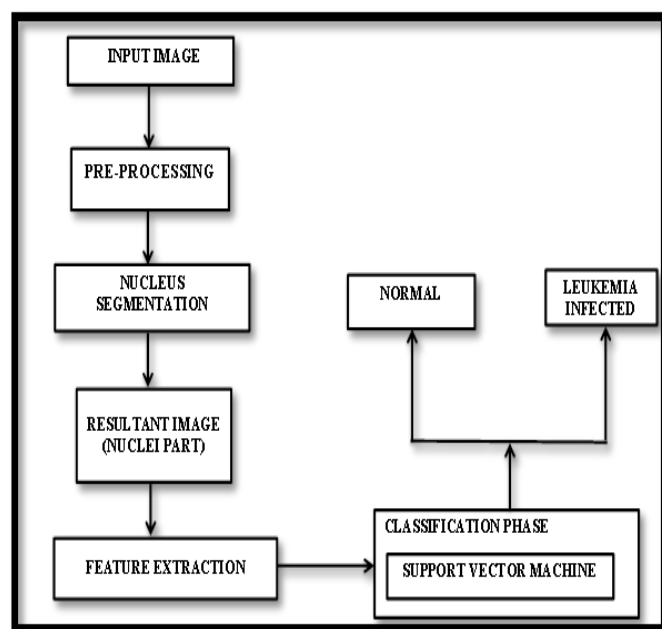 INPUT IMAGE
PRE-PROCESSING
NUCLEUS
SEGMENTATION
RESULTANT IMAGE
(NUCLEI PART)
FEATURE EXTRACTION
CLASSIFICATION PHASE
SUPPORT VECTOR MACHINE
NORMAL
LEUKEMIA
INFECTED